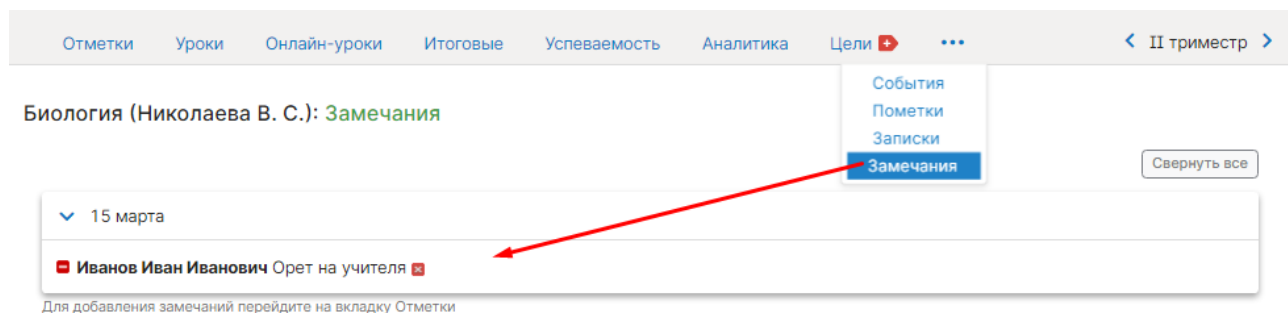 Отметки Уроки Онлайн-уроки Итоговые Успеваемость Аналитика Цели + ••• < II триместр >
События
Пометки
Записки
Замечания
Биология (Николаева В. С.): Замечания
Свернуть все
15 марта
Иванов Иван Иванович Орет на учителя
Для добавления замечаний перейдите на вкладку Отметки